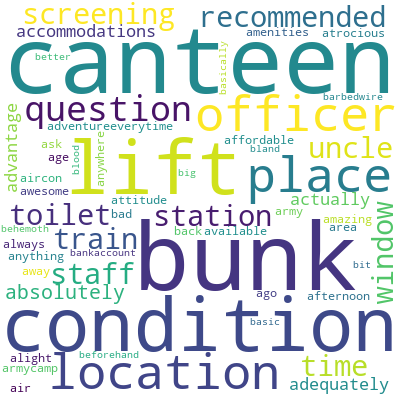 screening recommended
accommodations amenities atrocious
better basically barbedwire
canteen
question officer
advantage adventureeverytime affordable
ask age blood anywhere bland uncle
aircon lift place
awesome big actually
attitude army amazing
toilet bad station window
behemoth back available area
always train bankaccount bit
anything away staff bunk
absolutely ago afternoon
condition
basic
alight beforehand time
armycamp location
air adequately